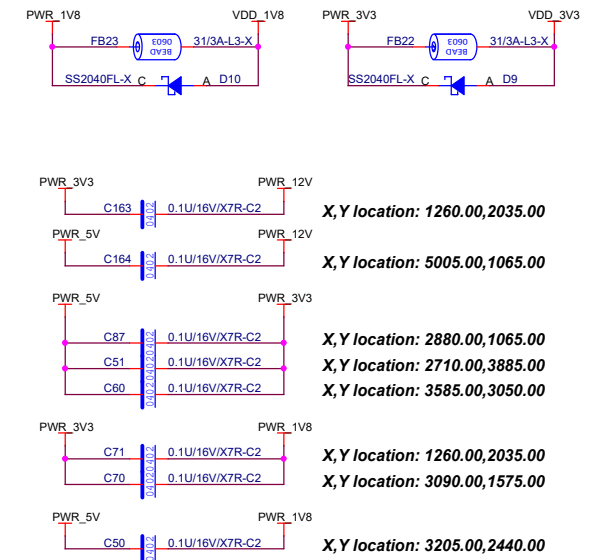 PWR_1V8 VDD_1V8 PWR_3V3 VDD_3V3
FB23 BEAD 0603 31/3A-L3-X FB22 BEAD 0603 31/3A-L3-X
SS2040FL-X C A D10 SS2040FL-X C A D9
PWR_3V3 PWR_12V
C163 0402 0.1U/16V/X7R-C2 X,Y location: 1260.00,2035.00
PWR_5V PWR_12V
C164 0402 0.1U/16V/X7R-C2 X,Y location: 5005.00,1065.00
PWR_5V PWR_3V3
C87 0402 0.1U/16V/X7R-C2 X,Y location: 2880.00,1065.00
C51 0402 0.1U/16V/X7R-C2 X,Y location: 2710.00,3885.00
C60 0402 0.1U/16V/X7R-C2 X,Y location: 3585.00,3050.00
PWR_3V3 PWR_1V8
C71 0402 0.1U/16V/X7R-C2 X,Y location: 1260.00,2035.00
C70 0402 0.1U/16V/X7R-C2 X,Y location: 3090.00,1575.00
PWR_5V PWR_1V8
C50 0402 0.1U/16V/X7R-C2 X,Y location: 3205.00,2440.00